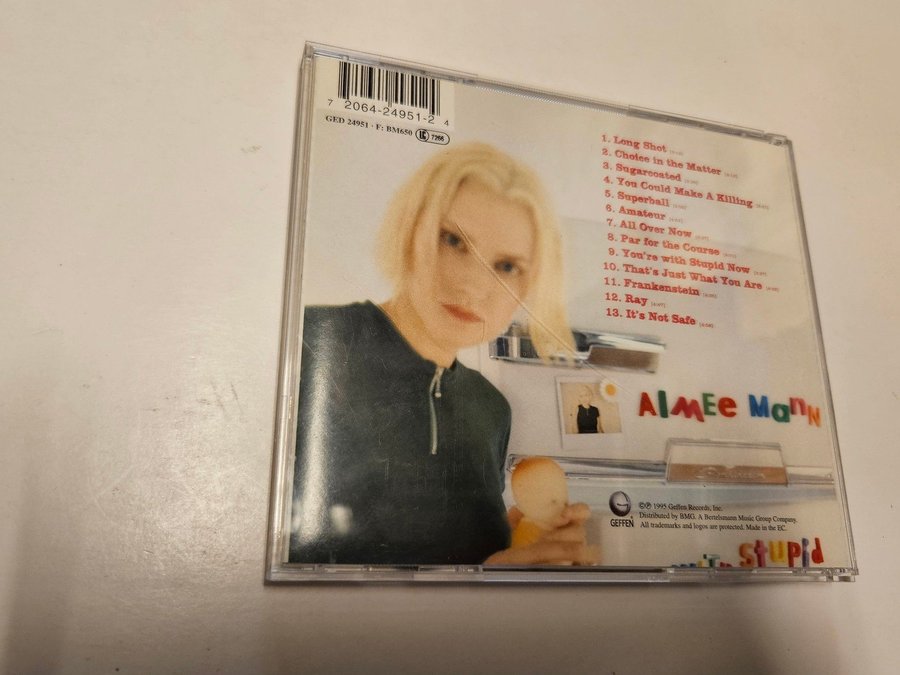 7 2064-24951-2 4
GED 24951 · F: BM650 LC 7266
1. Long Shot
2. Choice in the Matter
3. Sugarcoated
4. You Could Make A Killing
5. Superball
6. Amateur
7. All Over Now
8. Par for the Course
9. You're with Stupid Now
10. That's Just What You Are
11. Frankenstein
12. Ray
13. It's Not Safe
AImEe MannN
GEFFEN
©℗ 1995 Geffen Records, Inc.
Distributed by BMG. A Bertelsmann Music Group Company.
All trademarks and logos are protected. Made in the EC.
stupid